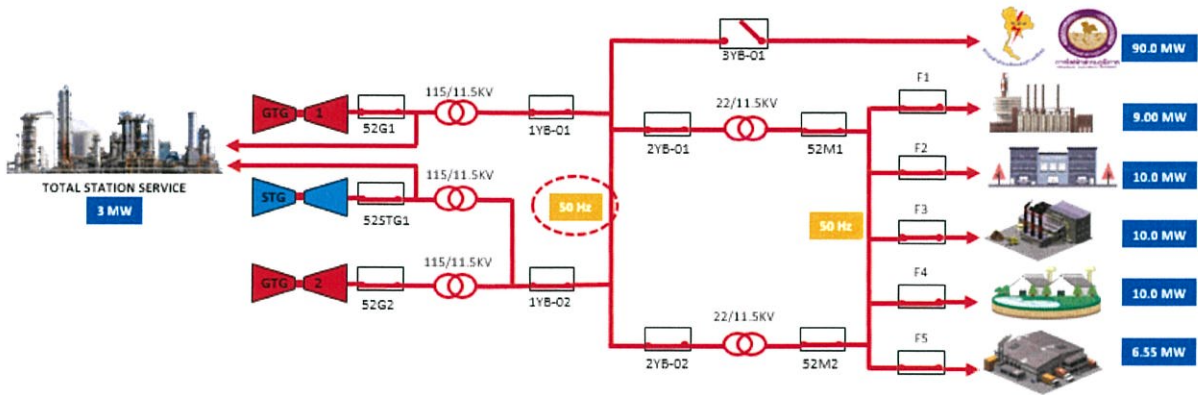 3YB-01
90.0 MW
115/11.5KV
GTG 1
52G1
1YB-01
22/11.5KV
2YB-01
52M1
F1
9.00 MW
TOTAL STATION SERVICE
3 MW
115/11.5KV
STG
52STG1
50 Hz
50 Hz
F2
10.0 MW
F3
10.0 MW
115/11.5KV
GTG 2
52G2
1YB-02
F4
10.0 MW
22/11.5KV
2YB-02
52M2
F5
6.55 MW